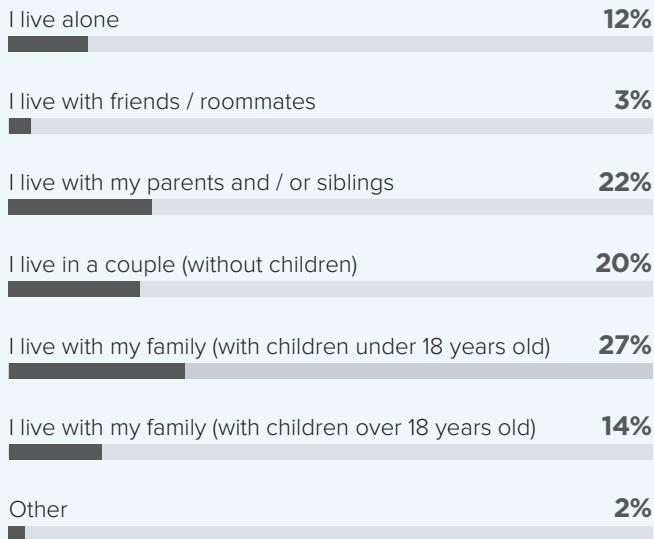 I live alone 12%
I live with friends / roommates 3%
I live with my parents and / or siblings 22%
I live in a couple (without children) 20%
I live with my family (with children under 18 years old) 27%
I live with my family (with children over 18 years old) 14%
Other 2%